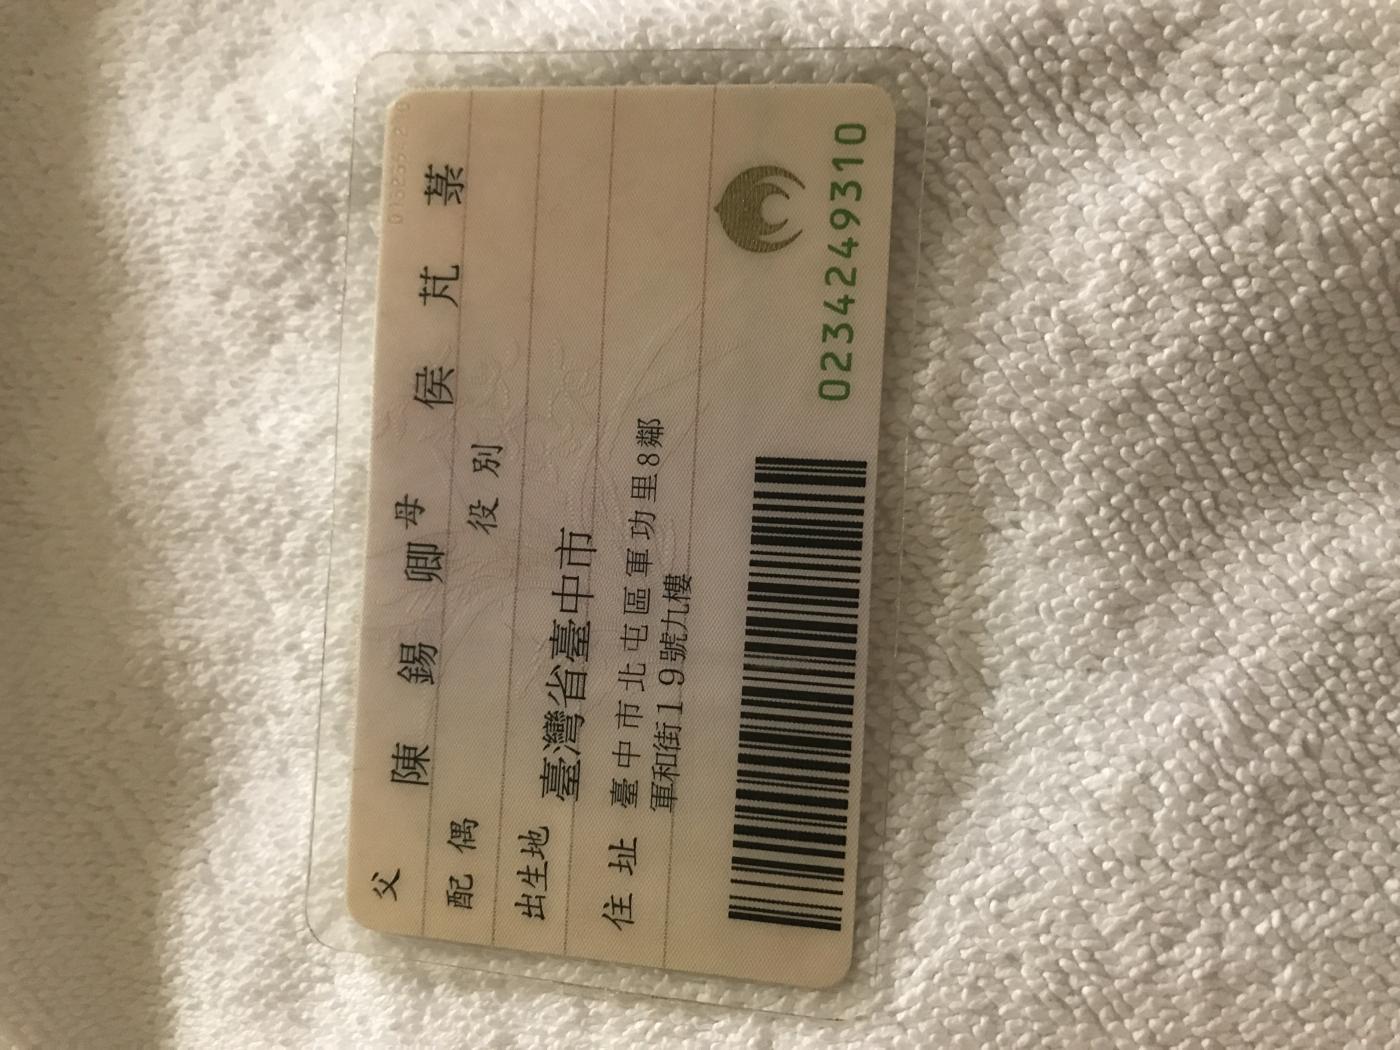 父 陳錫卿 母 侯芃蒣
配偶 役別
出生地 臺灣省臺中市
住址 臺中市北屯區軍功里8鄰
軍和街19號九樓
0234249310